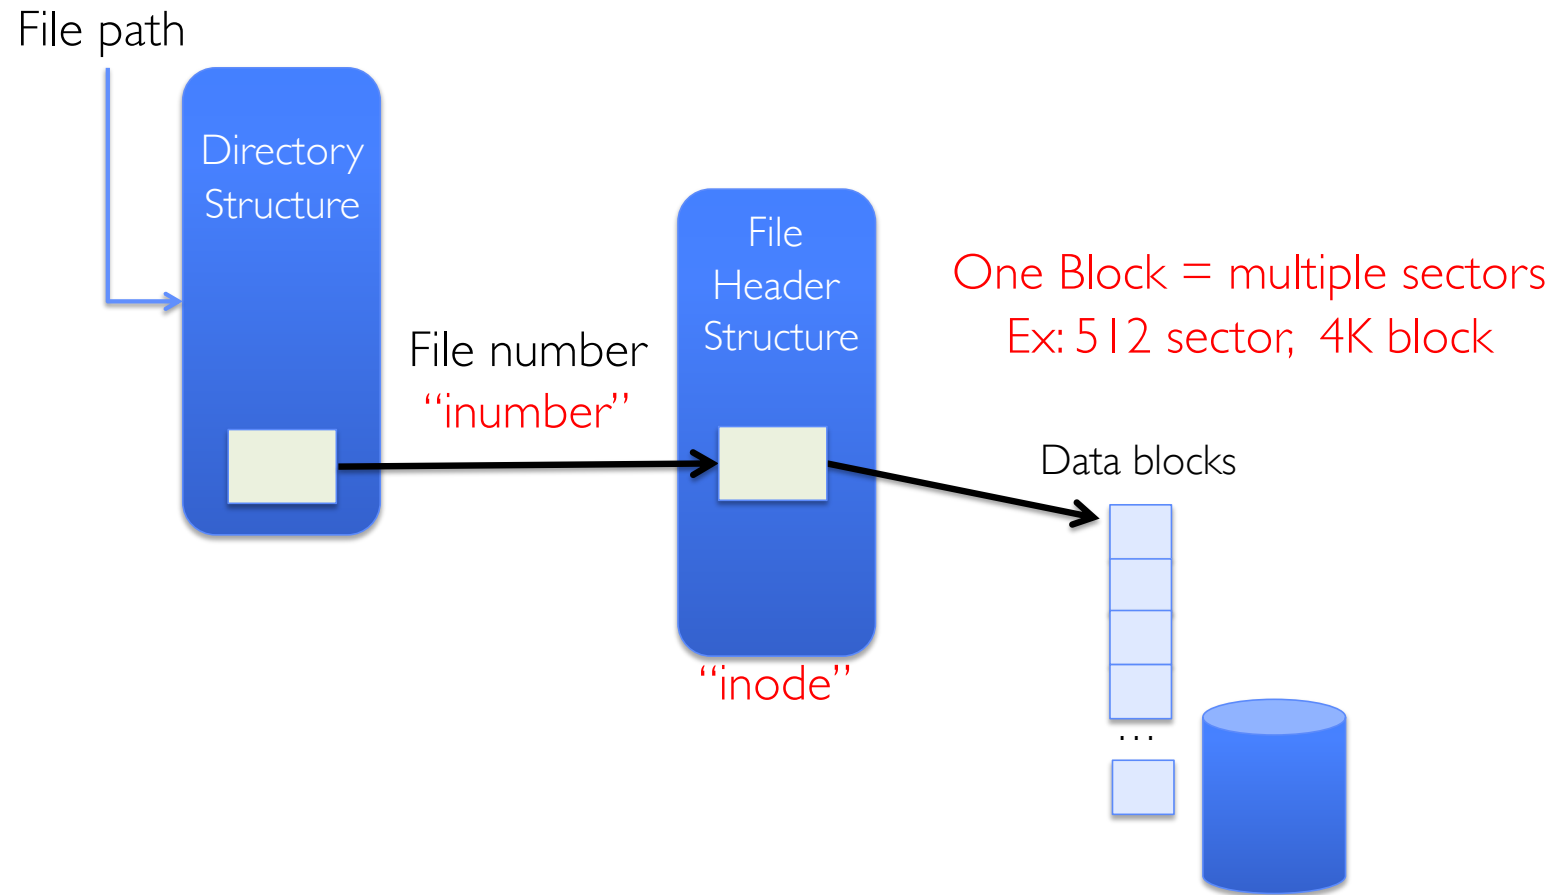 File path
Directory
Structure
File
Header
Structure
One Block = multiple sectors
Ex: 512 sector, 4K block
File number
“inumber”
Data blocks
“inode”
...